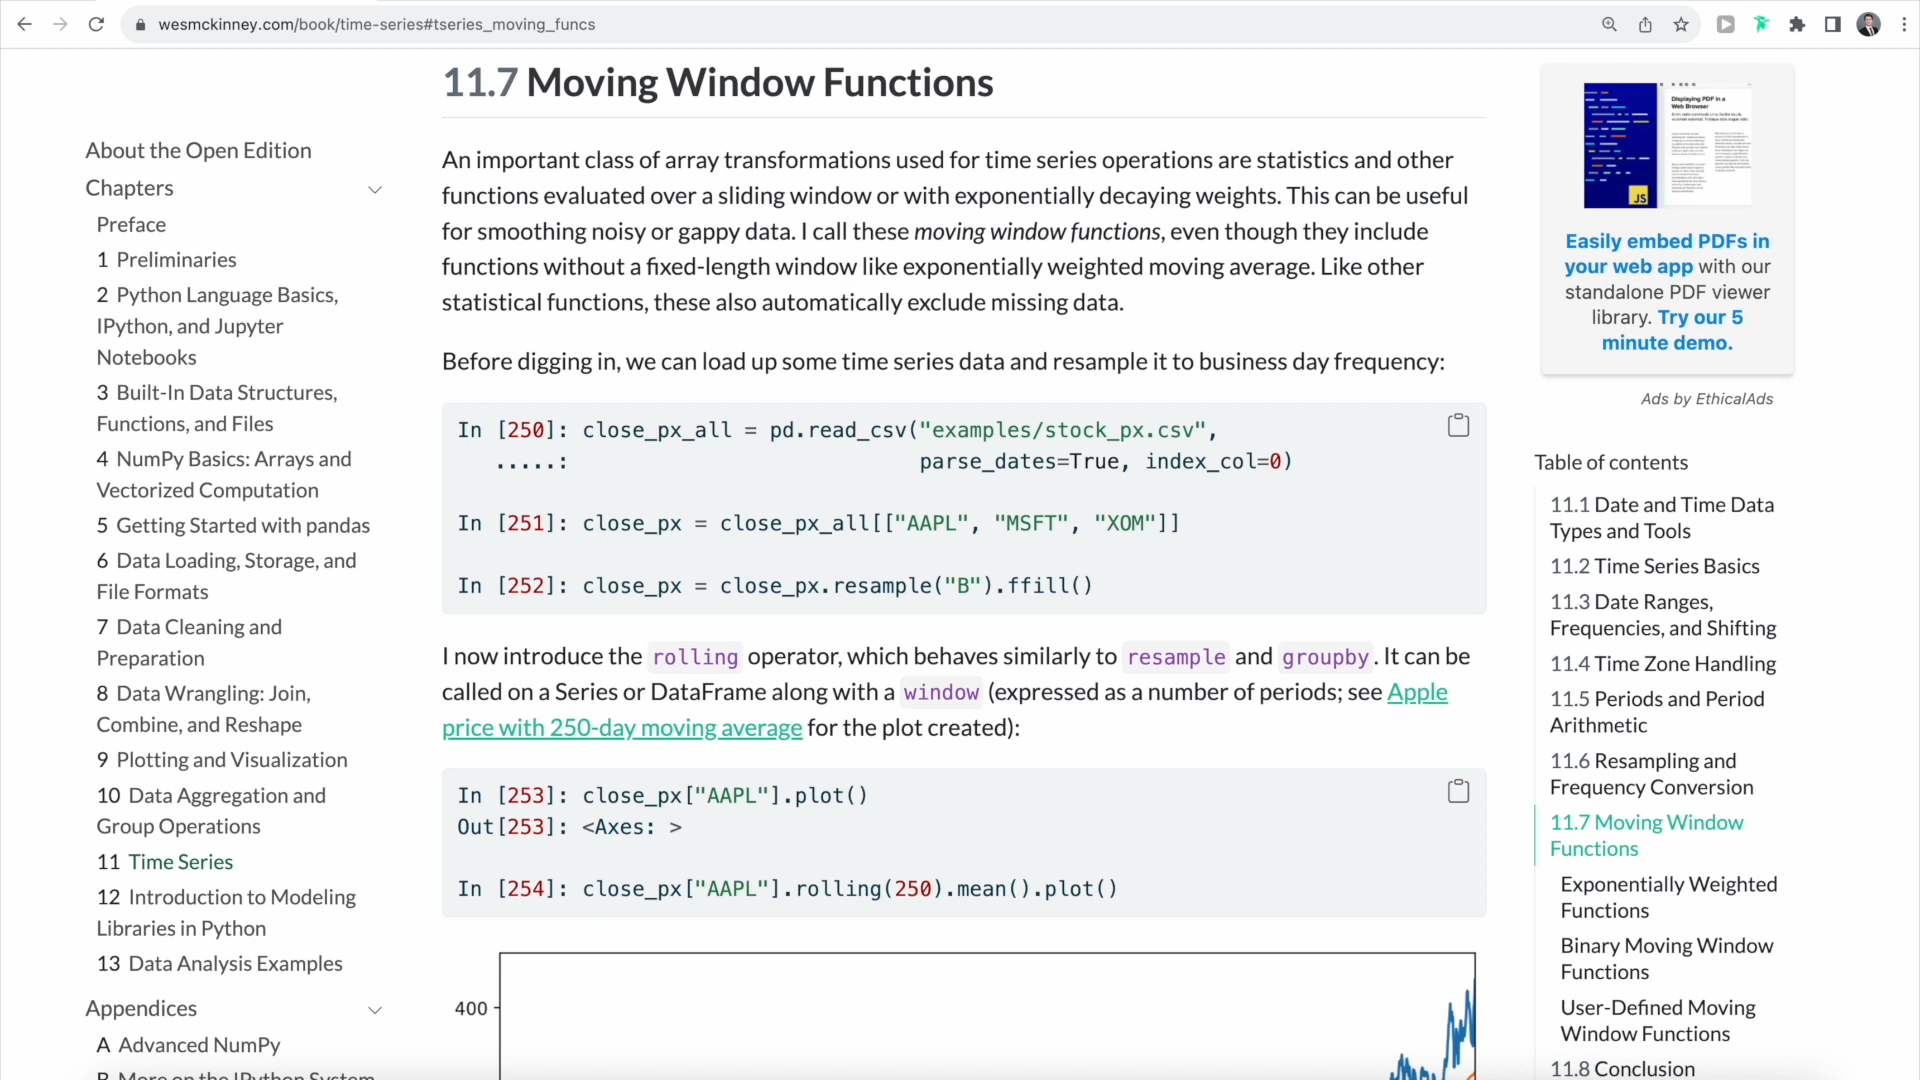 wesmckinney.com/book/time-series#tseries_moving_funcs
About the Open Edition
Chapters
Preface
1 Preliminaries
2 Python Language Basics,
IPython, and Jupyter
Notebooks
3 Built-In Data Structures,
Functions, and Files
4 NumPy Basics: Arrays and
Vectorized Computation
5 Getting Started with pandas
6 Data Loading, Storage, and
File Formats
7 Data Cleaning and
Preparation
8 Data Wrangling: Join,
Combine, and Reshape
9 Plotting and Visualization
10 Data Aggregation and
Group Operations
11 Time Series
12 Introduction to Modeling
Libraries in Python
13 Data Analysis Examples
Appendices
A Advanced NumPy
B More on the IPython System
11.7 Moving Window Functions
An important class of array transformations used for time series operations are statistics and other
functions evaluated over a sliding window or with exponentially decaying weights. This can be useful
for smoothing noisy or gappy data. I call these moving window functions, even though they include
functions without a fixed-length window like exponentially weighted moving average. Like other
statistical functions, these also automatically exclude missing data.
Before digging in, we can load up some time series data and resample it to business day frequency:
In [250]: close_px_all = pd.read_csv("examples/stock_px.csv",
.....: parse_dates=True, index_col=0)
In [251]: close_px = close_px_all[["AAPL", "MSFT", "XOM"]]
In [252]: close_px = close_px.resample("B").ffill()
I now introduce the rolling operator, which behaves similarly to resample and groupby. It can be
called on a Series or DataFrame along with a window (expressed as a number of periods; see Apple
price with 250-day moving average for the plot created):
In [253]: close_px["AAPL"].plot()
Out[253]: <Axes: >
In [254]: close_px["AAPL"].rolling(250).mean().plot()
400
Displaying PDF in a
Web Browser
JS
Easily embed PDFs in
your web app with our
standalone PDF viewer
library. Try our 5
minute demo.
Ads by EthicalAds
Table of contents
11.1 Date and Time Data
Types and Tools
11.2 Time Series Basics
11.3 Date Ranges,
Frequencies, and Shifting
11.4 Time Zone Handling
11.5 Periods and Period
Arithmetic
11.6 Resampling and
Frequency Conversion
11.7 Moving Window
Functions
Exponentially Weighted
Functions
Binary Moving Window
Functions
User-Defined Moving
Window Functions
11.8 Conclusion